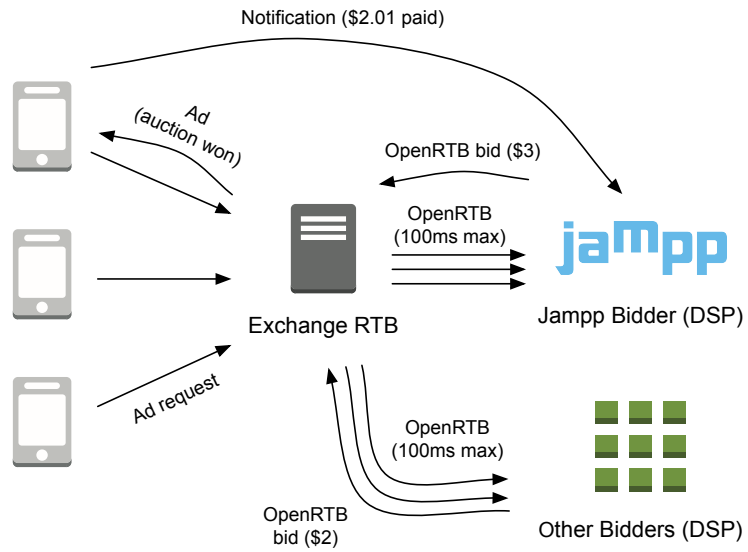 Notification ($2.01 paid)
Ad
(auction won)
OpenRTB bid ($3)
OpenRTB
(100ms max)
jampp
Exchange RTB
Jampp Bidder (DSP)
Ad request
OpenRTB
(100ms max)
OpenRTB
bid ($2)
Other Bidders (DSP)